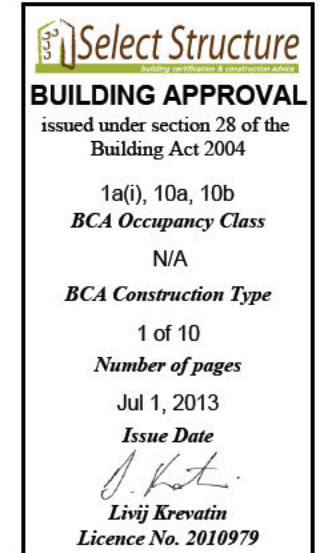 Select Structure
building certification & construction advice
BUILDING APPROVAL
issued under section 28 of the
Building Act 2004
1a(i), 10a, 10b
BCA Occupancy Class
N/A
BCA Construction Type
1 of 10
Number of pages
Jul 1, 2013
Issue Date
Livij Krevatin
Licence No. 2010979